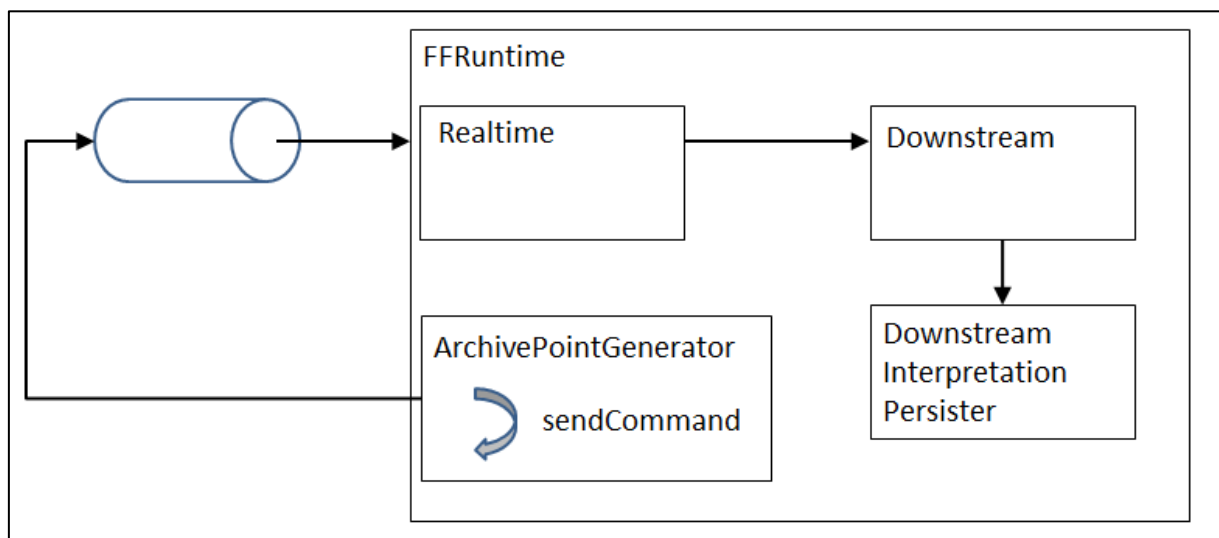 FFRuntime
Realtime
Downstream
ArchivePointGenerator
sendCommand
Downstream
Interpretation
Persister